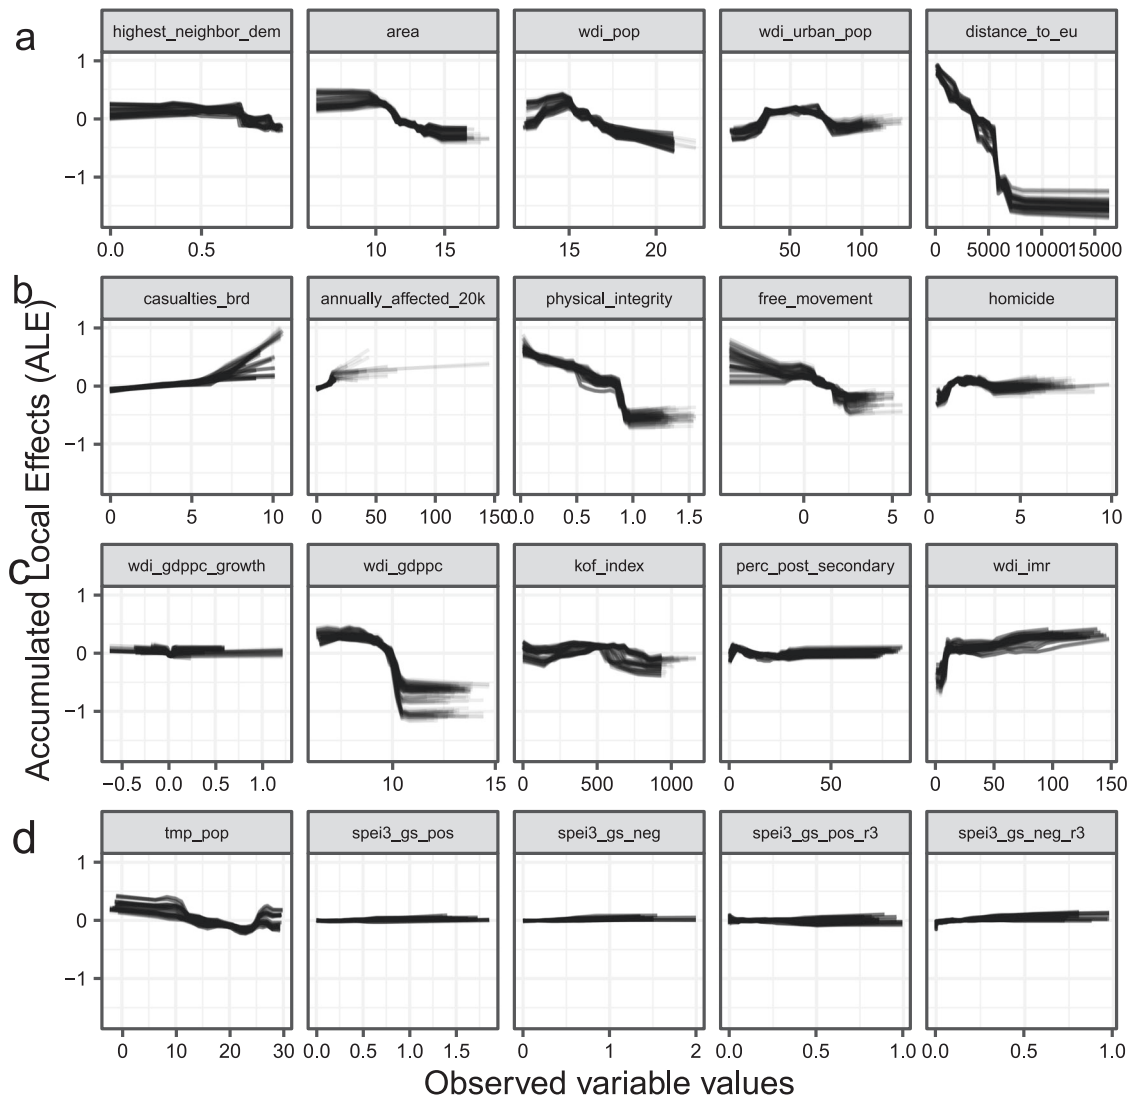 a
highest_neighbor_dem area wdi_pop wdi_urban_pop distance_to_eu
1
0
−1
0.0 0.5 10 15 15 20 50 100 0 5000 10000 15000
b
casualties_brd annually_affected_20k physical_integrity free_movement homicide
1
0
−1
0 5 10 0 50 100 150 0.0 0.5 1.0 1.5 0 5 0 5 10
Accumulated Local Effects (ALE)
c
wdi_gdppc_growth wdi_gdppc kof_index perc_post_secondary wdi_imr
1
0
−1
−0.5 0.0 0.5 1.0 10 15 0 500 1000 0 50 0 50 100 150
d
tmp_pop spei3_gs_pos spei3_gs_neg spei3_gs_pos_r3 spei3_gs_neg_r3
1
0
−1
0 10 20 30 0.0 0.5 1.0 1.5 0 1 2 0.0 0.5 1.0 0.0 0.5 1.0
Observed variable values